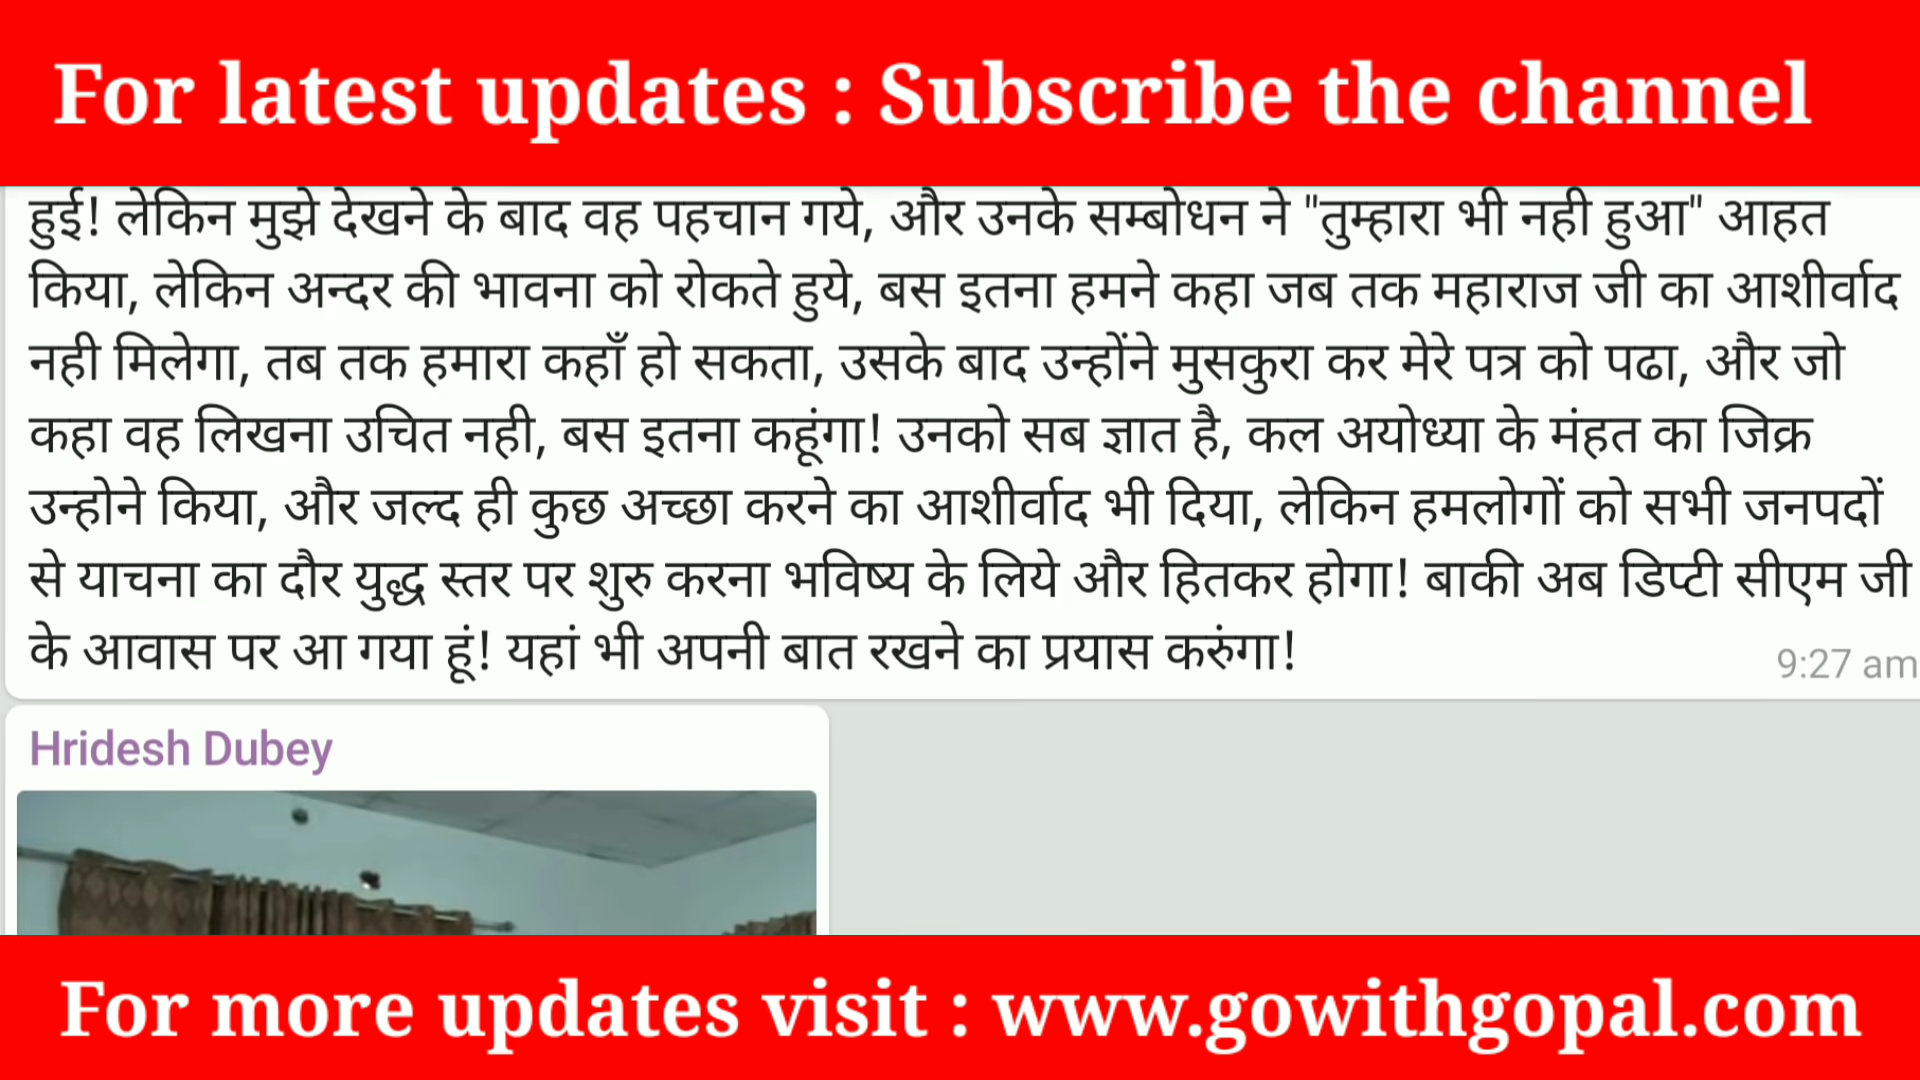 For latest updates : Subscribe the channel
हुई! लेकिन मुझे देखने के बाद वह पहचान गये, और उनके सम्बोधन ने "तुम्हारा भी नही हुआ" आहत
किया, लेकिन अन्दर की भावना को रोकते हुये, बस इतना हमने कहा जब तक महाराज जी का आशीर्वाद
नही मिलेगा, तब तक हमारा कहाँ हो सकता, उसके बाद उन्होंने मुसकुरा कर मेरे पत्र को पढा, और जो
कहा वह लिखना उचित नही, बस इतना कहूंगा! उनको सब ज्ञात है, कल अयोध्या के मंहत का जिक्र
उन्होने किया, और जल्द ही कुछ अच्छा करने का आशीर्वाद भी दिया, लेकिन हमलोगों को सभी जनपदों
से याचना का दौर युद्ध स्तर पर शुरु करना भविष्य के लिये और हितकर होगा! बाकी अब डिप्टी सीएम जी
के आवास पर आ गया हूं! यहां भी अपनी बात रखने का प्रयास करुंगा!
9:27 am
Hridesh Dubey
For more updates visit : www.gowithgopal.com